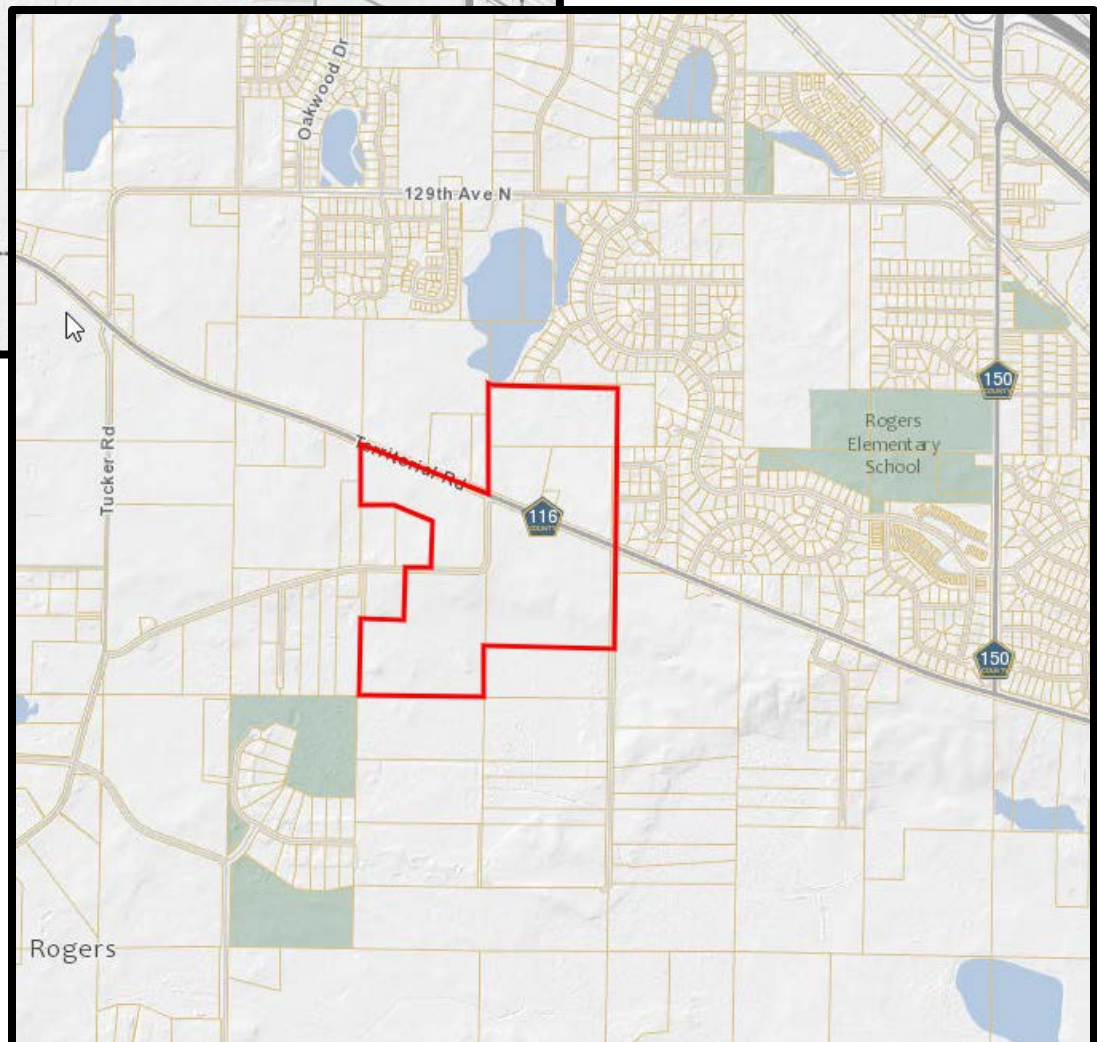 Oakwood Dr
129th Ave N
150
COUNTY
Rogers
Elementary
School
Territorial Rd
Tucker Rd
116
COUNTY
150
COUNTY
Rogers